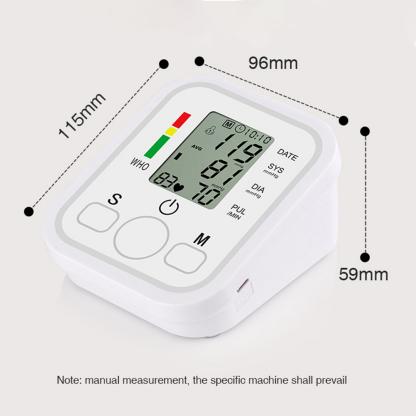 96mm
115mm
M 10:10
119
AVG
81
83 70
DATE
SYS
mmHg
DIA
mmHg
PUL
/MIN
WHO
S
M
59mm
Note: manual measurement, the specific machine shall prevail